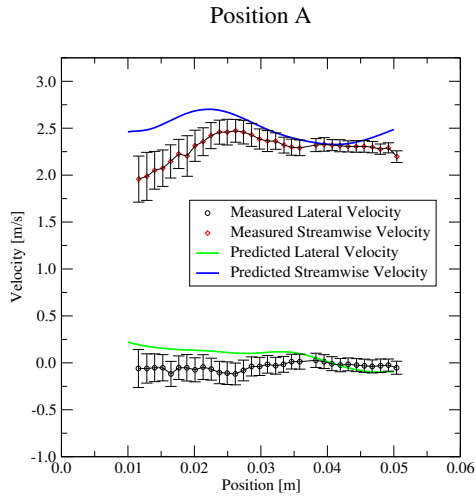 Position A
3.0
2.5
2.0
1.5
1.0
0.5
0.0
-0.5
-1.0
Velocity [m/s]
Measured Lateral Velocity
Measured Streamwise Velocity
Predicted Lateral Velocity
Predicted Streamwise Velocity
0.0 0.01 0.02 0.03 0.04 0.05 0.06
Position [m]